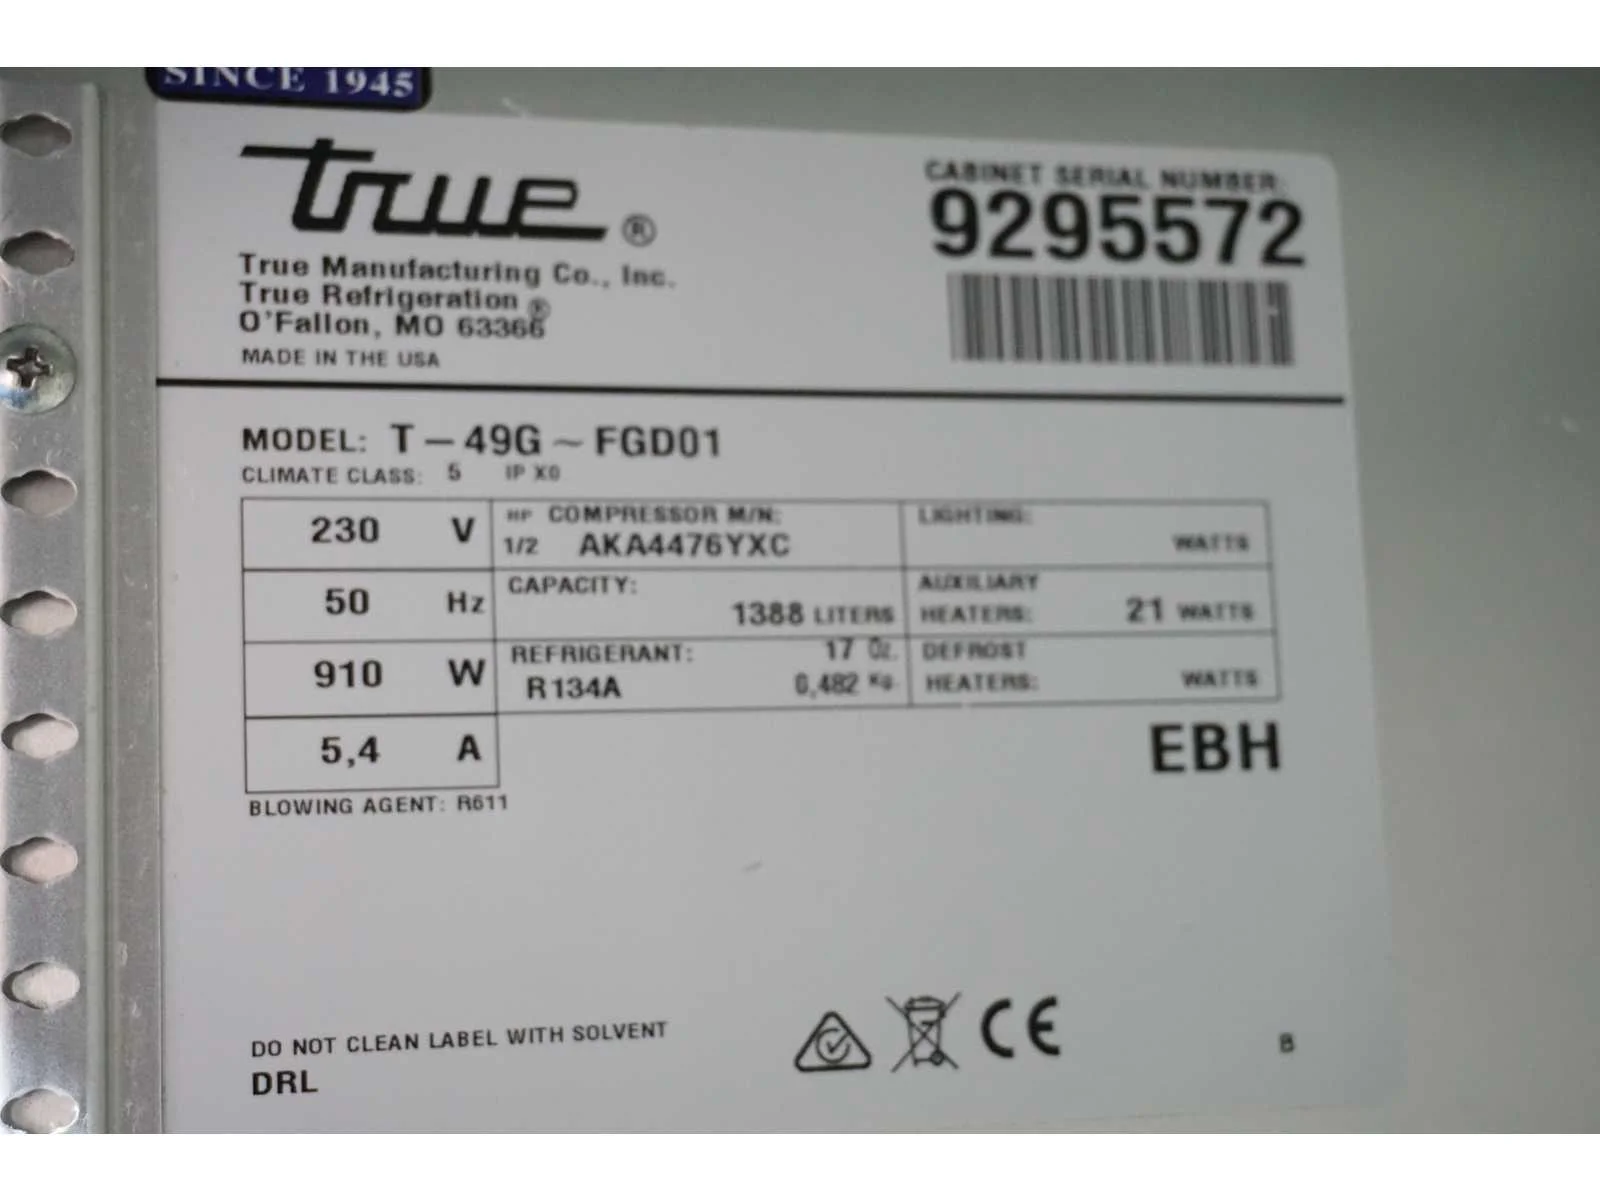 SINCE 1945
true ®
True Manufacturing Co., Inc.
True Refrigeration ®
O'Fallon, MO 63366
MADE IN THE USA
CABINET SERIAL NUMBER:
9295572
MODEL: T-49G~FGD01
CLIMATE CLASS: 5 IP X0
230 V
50 Hz
910 W
5,4 A
HP COMPRESSOR M/N:
1/2 AKA4476YXC
CAPACITY:
1388 LITERS
REFRIGERANT: 17 Oz.
R134A 0,482 Kg.
LIGHTING:
WATTS
AUXILIARY
HEATERS: 21 WATTS
DEFROST
HEATERS: WATTS
EBH
BLOWING AGENT: R611
DO NOT CLEAN LABEL WITH SOLVENT
DRL
CE
B